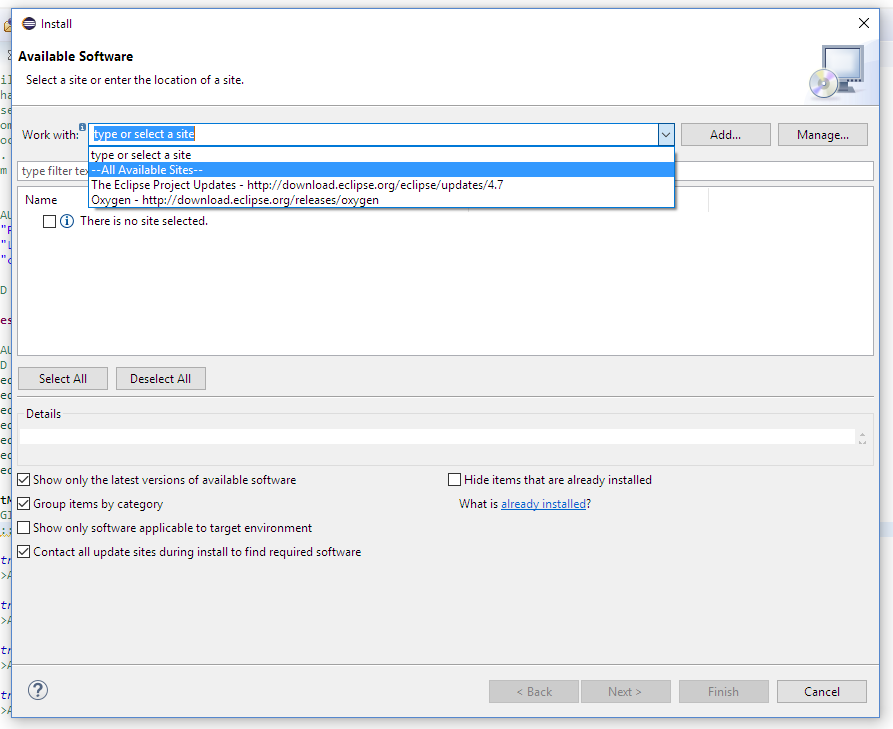 Install
Available Software
Select a site or enter the location of a site.
Work with:
type or select a site
Add...
Manage...
type or select a site
--All Available Sites--
The Eclipse Project Updates - http://download.eclipse.org/eclipse/updates/4.7
Oxygen - http://download.eclipse.org/releases/oxygen
type filter
Name
There is no site selected.
Select All
Deselect All
Details
Show only the latest versions of available software
Hide items that are already installed
Group items by category
What is already installed?
Show only software applicable to target environment
Contact all update sites during install to find required software
?
< Back
Next >
Finish
Cancel